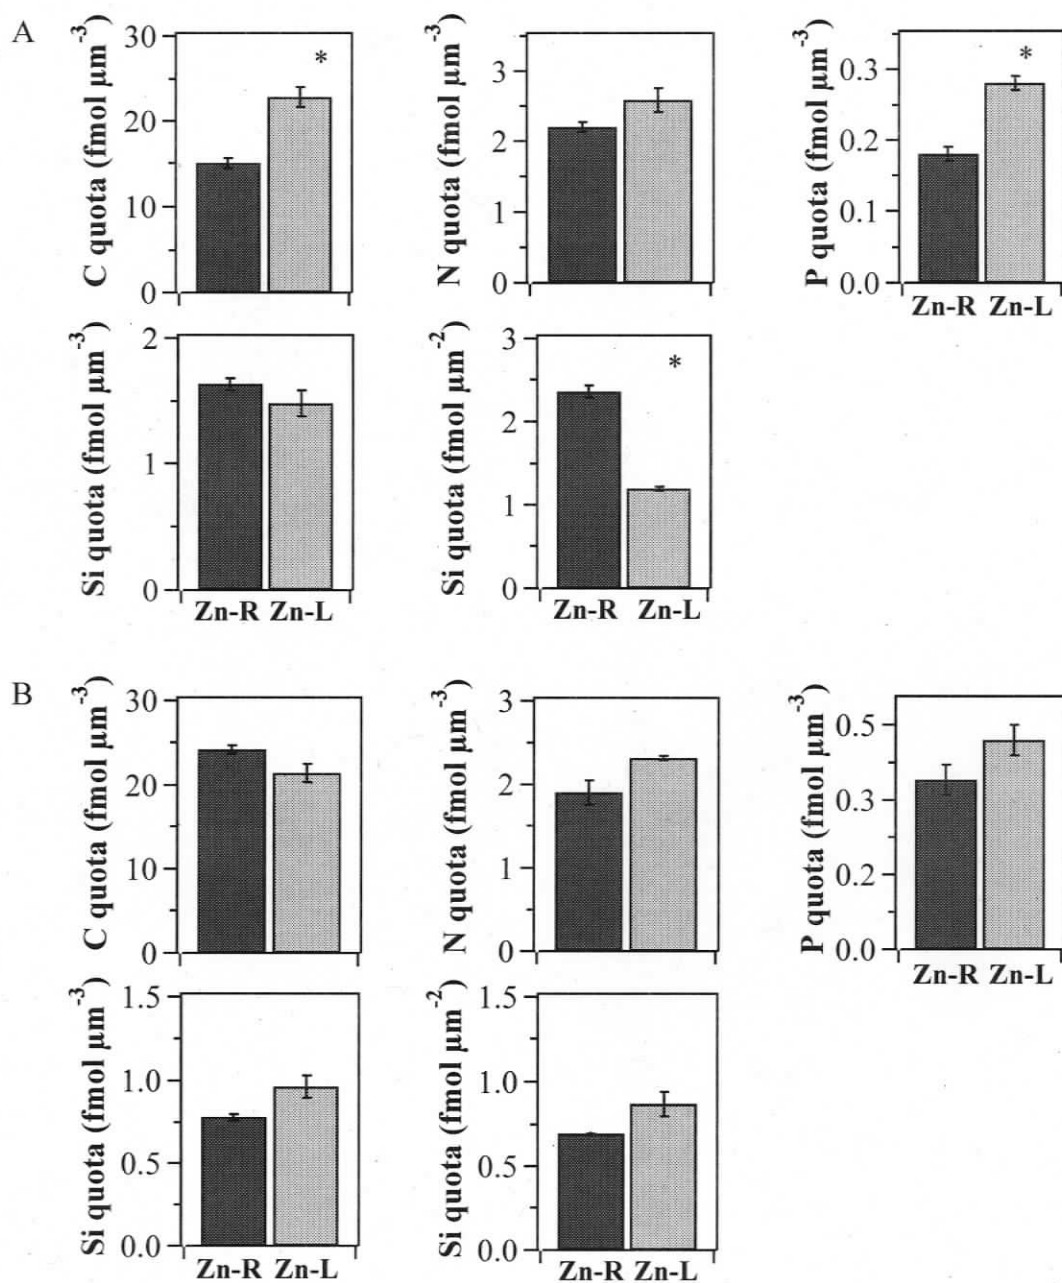 A
C quota (fmol µm⁻³)
30
20
10
0
*
N quota (fmol µm⁻³)
3
2
1
0
P quota (fmol µm⁻³)
0.3
0.2
0.1
0.0
*
Zn-R Zn-L
Si quota (fmol µm⁻³)
2
1
0
Zn-R Zn-L
Si quota (fmol µm⁻²)
3
2
1
0
*
Zn-R Zn-L
B
C quota (fmol µm⁻³)
30
20
10
0
N quota (fmol µm⁻³)
3
2
1
0
P quota (fmol µm⁻³)
0.5
0.3
0.2
0.0
Zn-R Zn-L
Si quota (fmol µm⁻³)
1.5
1.0
0.5
0.0
Zn-R Zn-L
Si quota (fmol µm⁻²)
1.5
1.0
0.5
0.0
Zn-R Zn-L